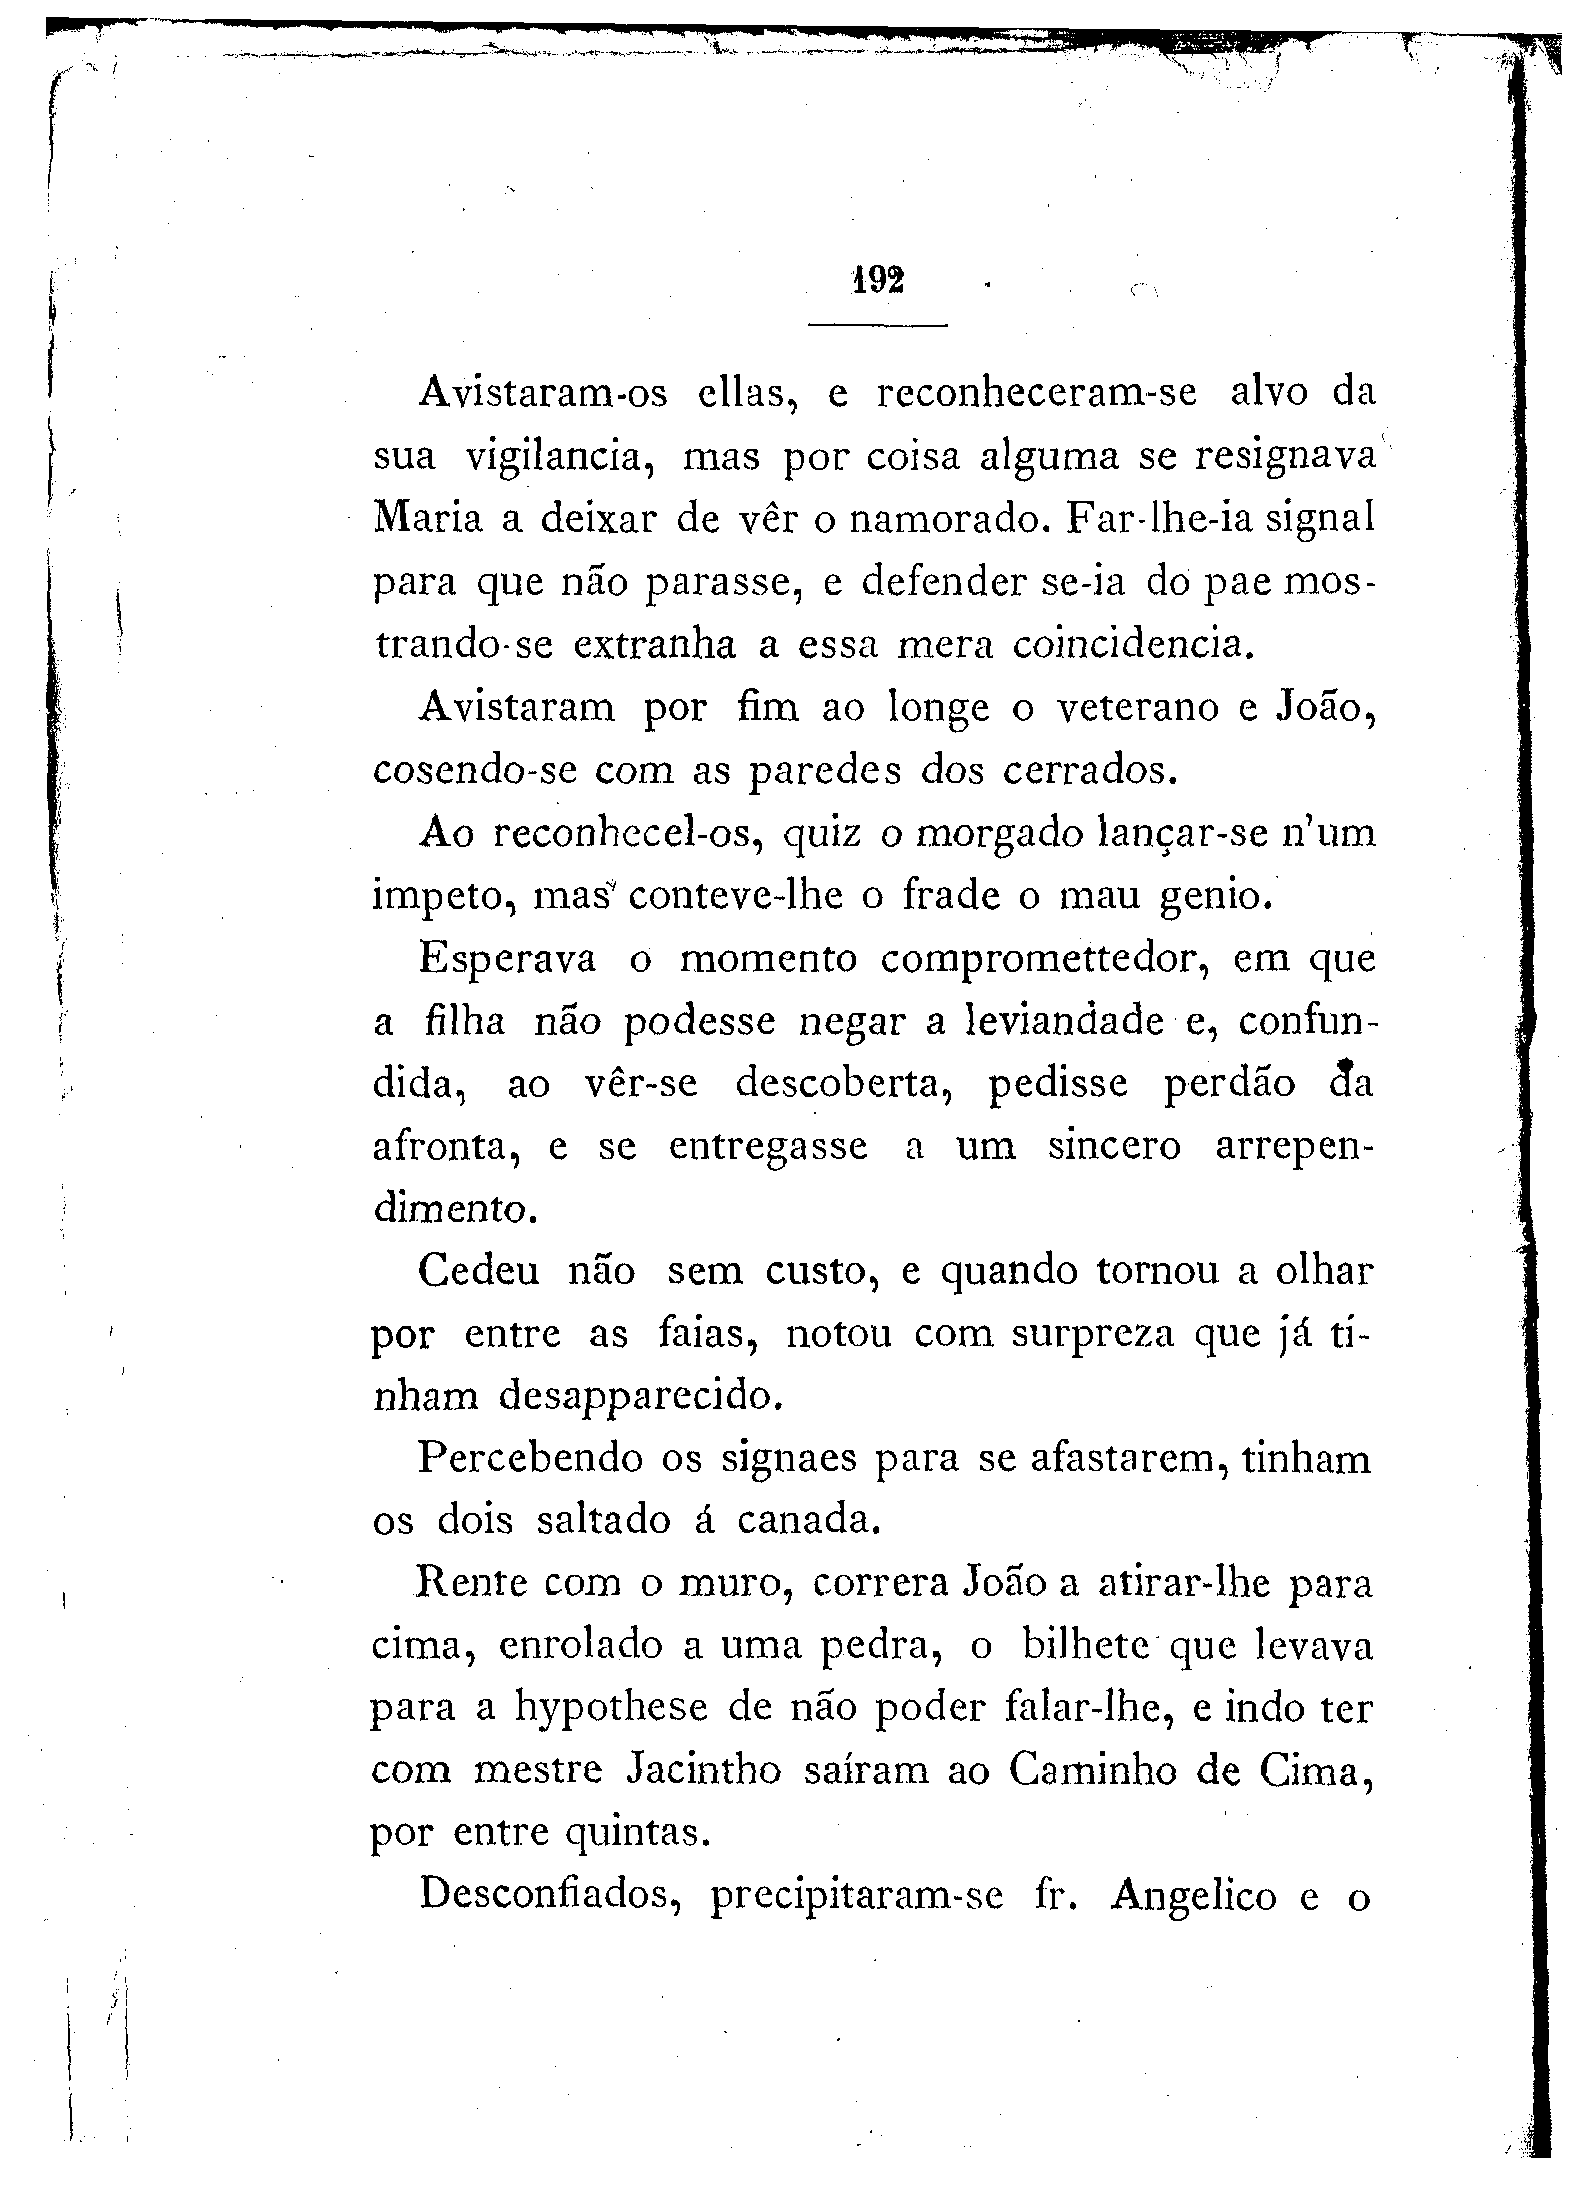 192
Avistaram-os ellas, e reconheceram-se alvo da
sua vigilancia, mas por coisa alguma se resignava
Maria a deixar de vêr o namorado. Far-lhe-ia signal
para que não parasse, e defender se-ia do pae mos-
trando-se extranha a essa mera coincidencia.
Avistaram por fim ao longe o veterano e João,
cosendo-se com as paredes dos cerrados.
Ao reconhecel-os, quiz o morgado lançar-se n'um
impeto, mas conteve-lhe o frade o mau genio.
Esperava o momento compromettedor, em que
a filha não podesse negar a leviandade e, confun-
dida, ao vêr-se descoberta, pedisse perdão da
afronta, e se entregasse a um sincero arrepen-
dimento.
Cedeu não sem custo, e quando tornou a olhar
por entre as faias, notou com surpreza que já ti-
nham desapparecido.
Percebendo os signaes para se afastarem, tinham
os dois saltado á canada.
Rente com o muro, correra João a atirar-lhe para
cima, enrolado a uma pedra, o bilhete que levava
para a hypothese de não poder falar-lhe, e indo ter
com mestre Jacintho saíram ao Caminho de Cima,
por entre quintas.
Desconfiados, precipitaram-se fr. Angelico e o